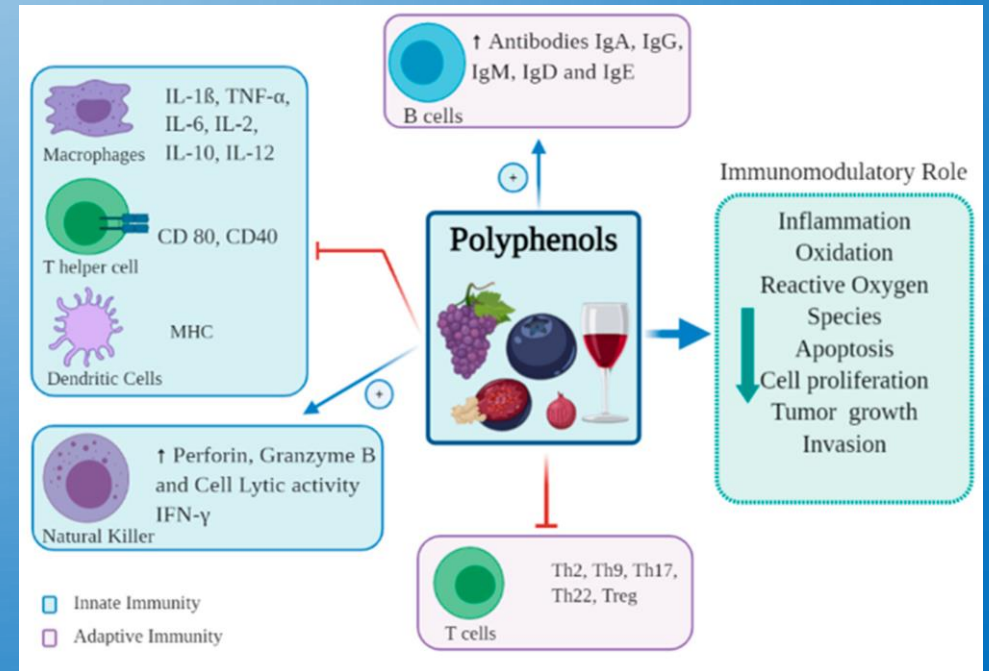 ↑ Antibodies IgA, IgG,
IgM, IgD and IgE
B cells
IL-1ß, TNF-α,
IL-6, IL-2,
IL-10, IL-12
Macrophages
CD 80, CD40
T helper cell
MHC
Dendritic Cells
+
Polyphenols
+
Immunomodulatory Role
Inflammation
Oxidation
Reactive Oxygen
Species
Apoptosis
Cell proliferation
Tumor growth
Invasion
↑ Perforin, Granzyme B
and Cell Lytic activity
IFN-γ
Natural Killer
Th2, Th9, Th17,
Th22, Treg
T cells
Innate Immunity
Adaptive Immunity